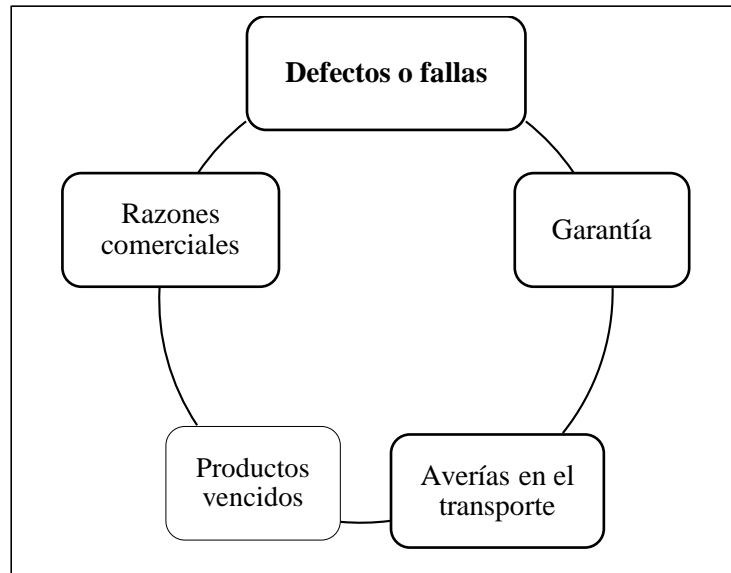 Defectos o fallas
Garantía
Averías en el
transporte
Productos
vencidos
Razones
comerciales